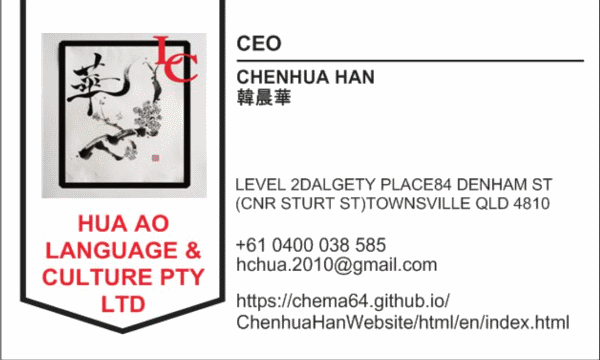 華
LC
HUA AO
LANGUAGE &
CULTURE PTY
LTD
CEO
CHENHUA HAN
韓晨華
LEVEL 2DALGETY PLACE84 DENHAM ST
(CNR STURT ST)TOWNSVILLE QLD 4810
+61 0400 038 585
hchua.2010@gmail.com
https://chema64.github.io/
ChenhuaHanWebsite/html/en/index.html